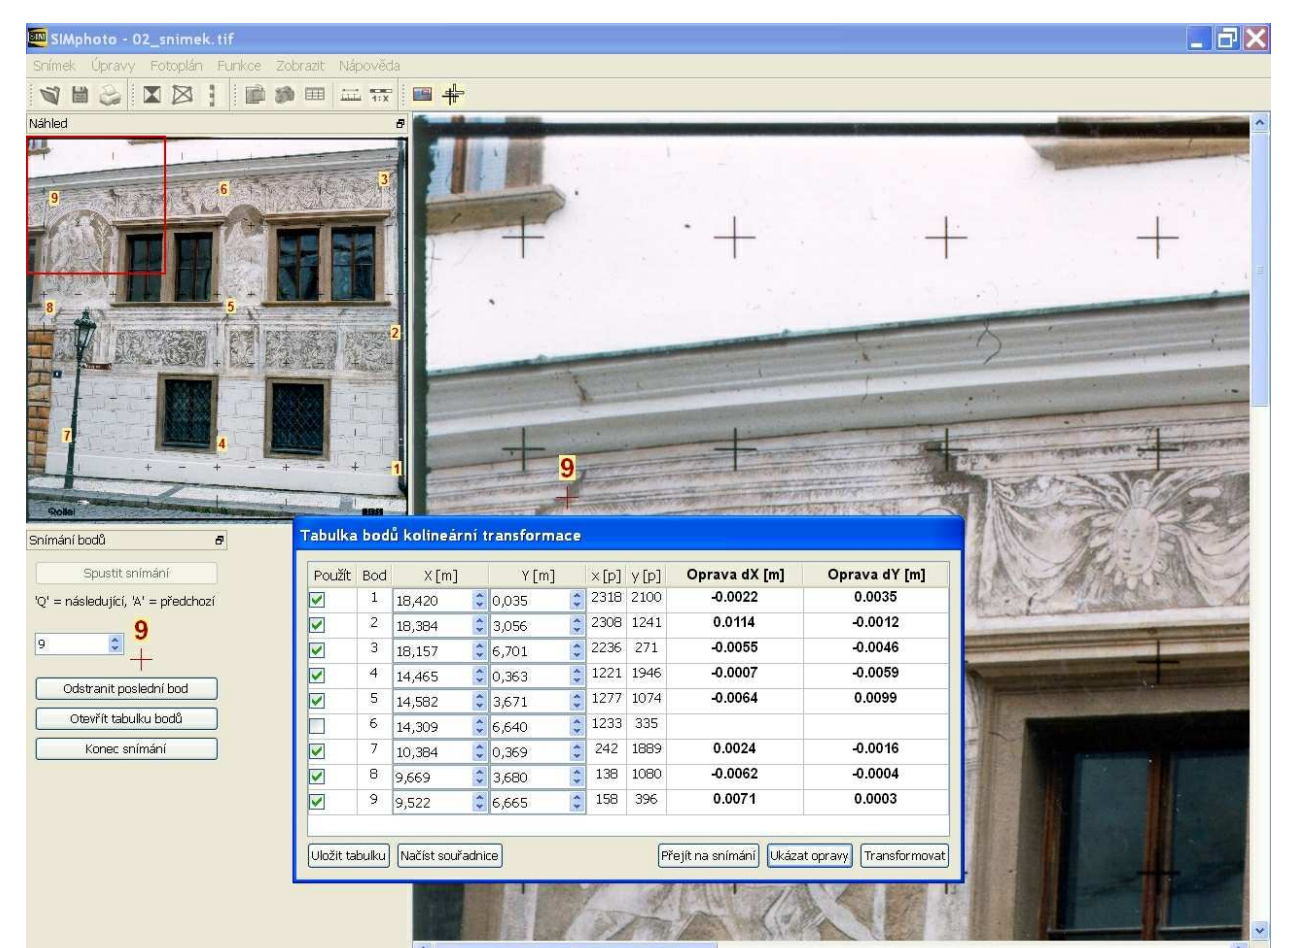 SIMphoto - 02_snimek.tif
Snímek Úpravy Fotoplán Funkce Zobrazit Nápověda
1:X
Náhled
9 6 3
8 5 2
7 4 1
Rollei
Snímání bodů
Spustit snímání
'Q' = následující, 'A' = předchozí
9 9
Odstranit poslední bod
Otevřít tabulku bodů
Konec snímání
9
Tabulka bodů kolineární transformace
Použít Bod X [m] Y [m] x [p] y [p] Oprava dX [m] Oprava dY [m]
1 18,420 0,035 2318 2100 -0.0022 0.0035
2 18,384 3,056 2308 1241 0.0114 -0.0012
3 18,157 6,701 2236 271 -0.0055 -0.0046
4 14,465 0,363 1221 1946 -0.0007 -0.0059
5 14,582 3,671 1277 1074 -0.0064 0.0099
6 14,309 6,640 1233 335
7 10,384 0,369 242 1889 0.0024 -0.0016
8 9,669 3,680 138 1080 -0.0062 -0.0004
9 9,522 6,665 158 396 0.0071 0.0003
Uložit tabulku Načíst souřadnice Přejít na snímání Ukázat opravy Transformovat